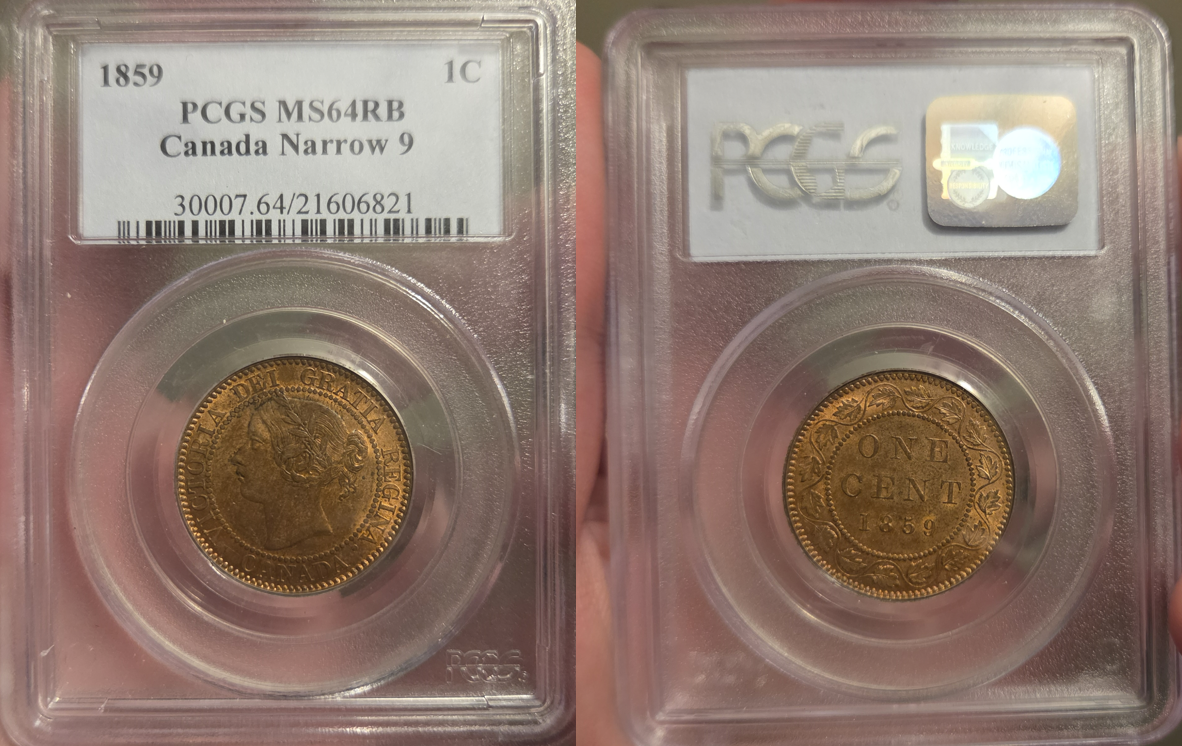 1859 1C
PCGS MS64RB
Canada Narrow 9
30007.64/21606821
VICTORIA DEI GRATIA REGINA
CANADA
PCGS
PCGS
ONE
CENT
1859